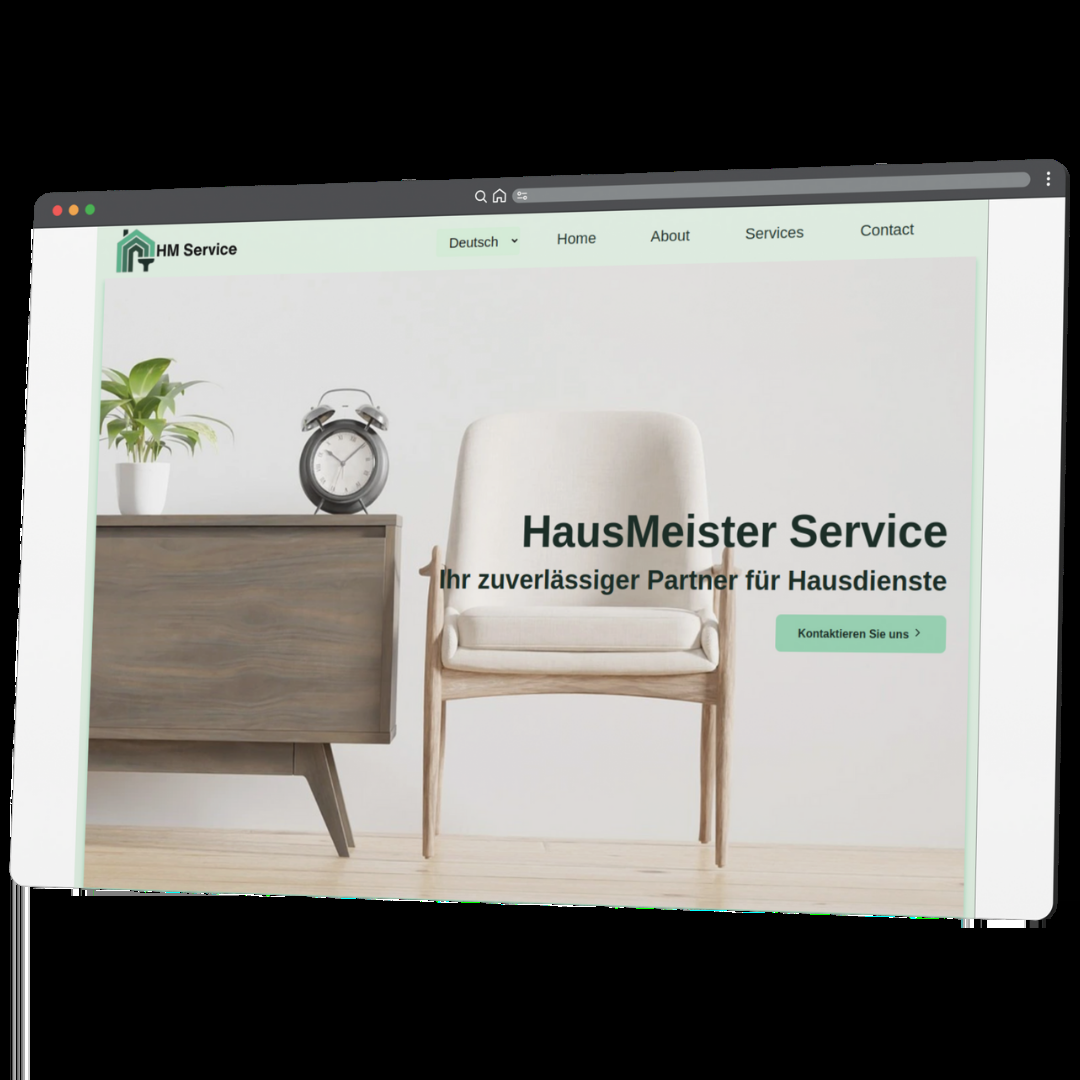 HM Service
Deutsch
Home
About
Services
Contact
HausMeister Service
Ihr zuverlässiger Partner für Hausdienste
Kontaktieren Sie uns